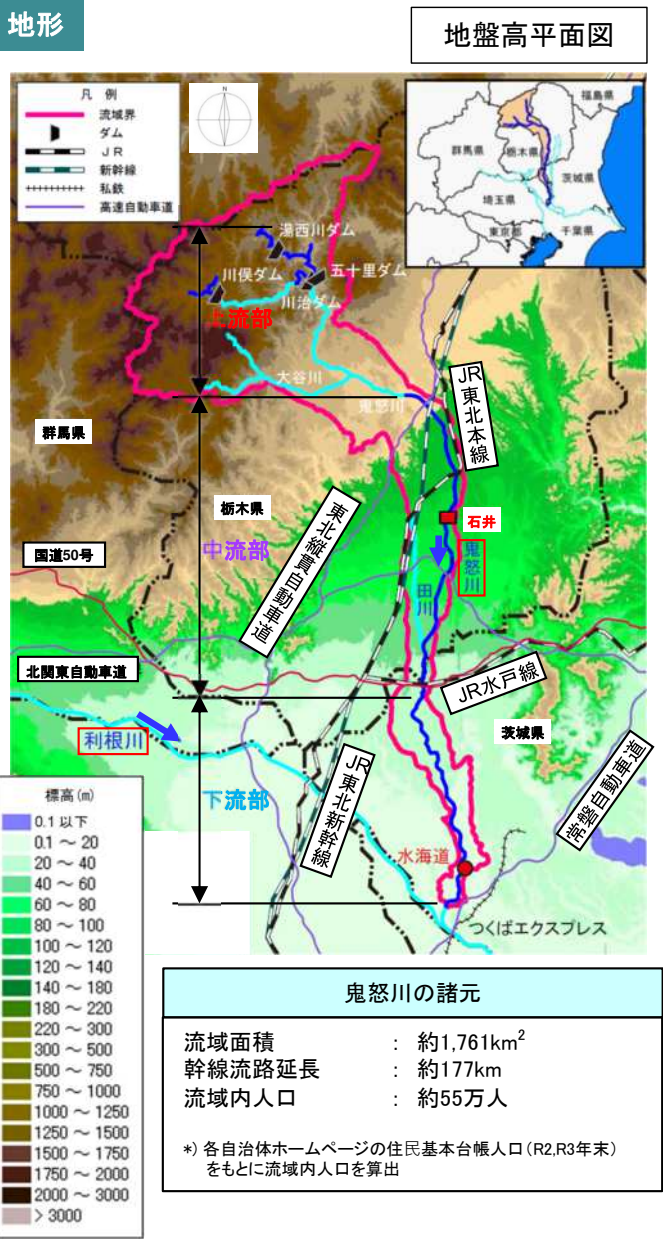 地形
地盤高平面図
凡 例
流域界
ダム
ＪＲ
新幹線
私鉄
高速自動車道
福島県
群馬県
栃木県
茨城県
埼玉県
東京都
千葉県
湯西川ダム
川俣ダム
五十里ダム
川治ダム
上流部
大谷川
鬼怒川
JR東北本線
群馬県
栃木県
石井
中流部
東北縦貫自動車道
鬼怒川
田川
国道50号
北関東自動車道
JR水戸線
茨城県
利根川
下流部
JR東北新幹線
常磐自動車道
水海道
つくばエクスプレス
標高(m)
0.1 以下
0.1 ～ 20
20 ～ 40
40 ～ 60
60 ～ 80
80 ～ 100
100 ～ 120
120 ～ 140
140 ～ 180
180 ～ 220
220 ～ 300
300 ～ 500
500 ～ 750
750 ～ 1000
1000 ～ 1250
1250 ～ 1500
1500 ～ 1750
1750 ～ 2000
2000 ～ 3000
> 3000
鬼怒川の諸元
流域面積 : 約1,761km²
幹線流路延長 : 約177km
流域内人口 : 約55万人
*) 各自治体ホームページの住民基本台帳人口(R2,R3年末)
をもとに流域内人口を算出